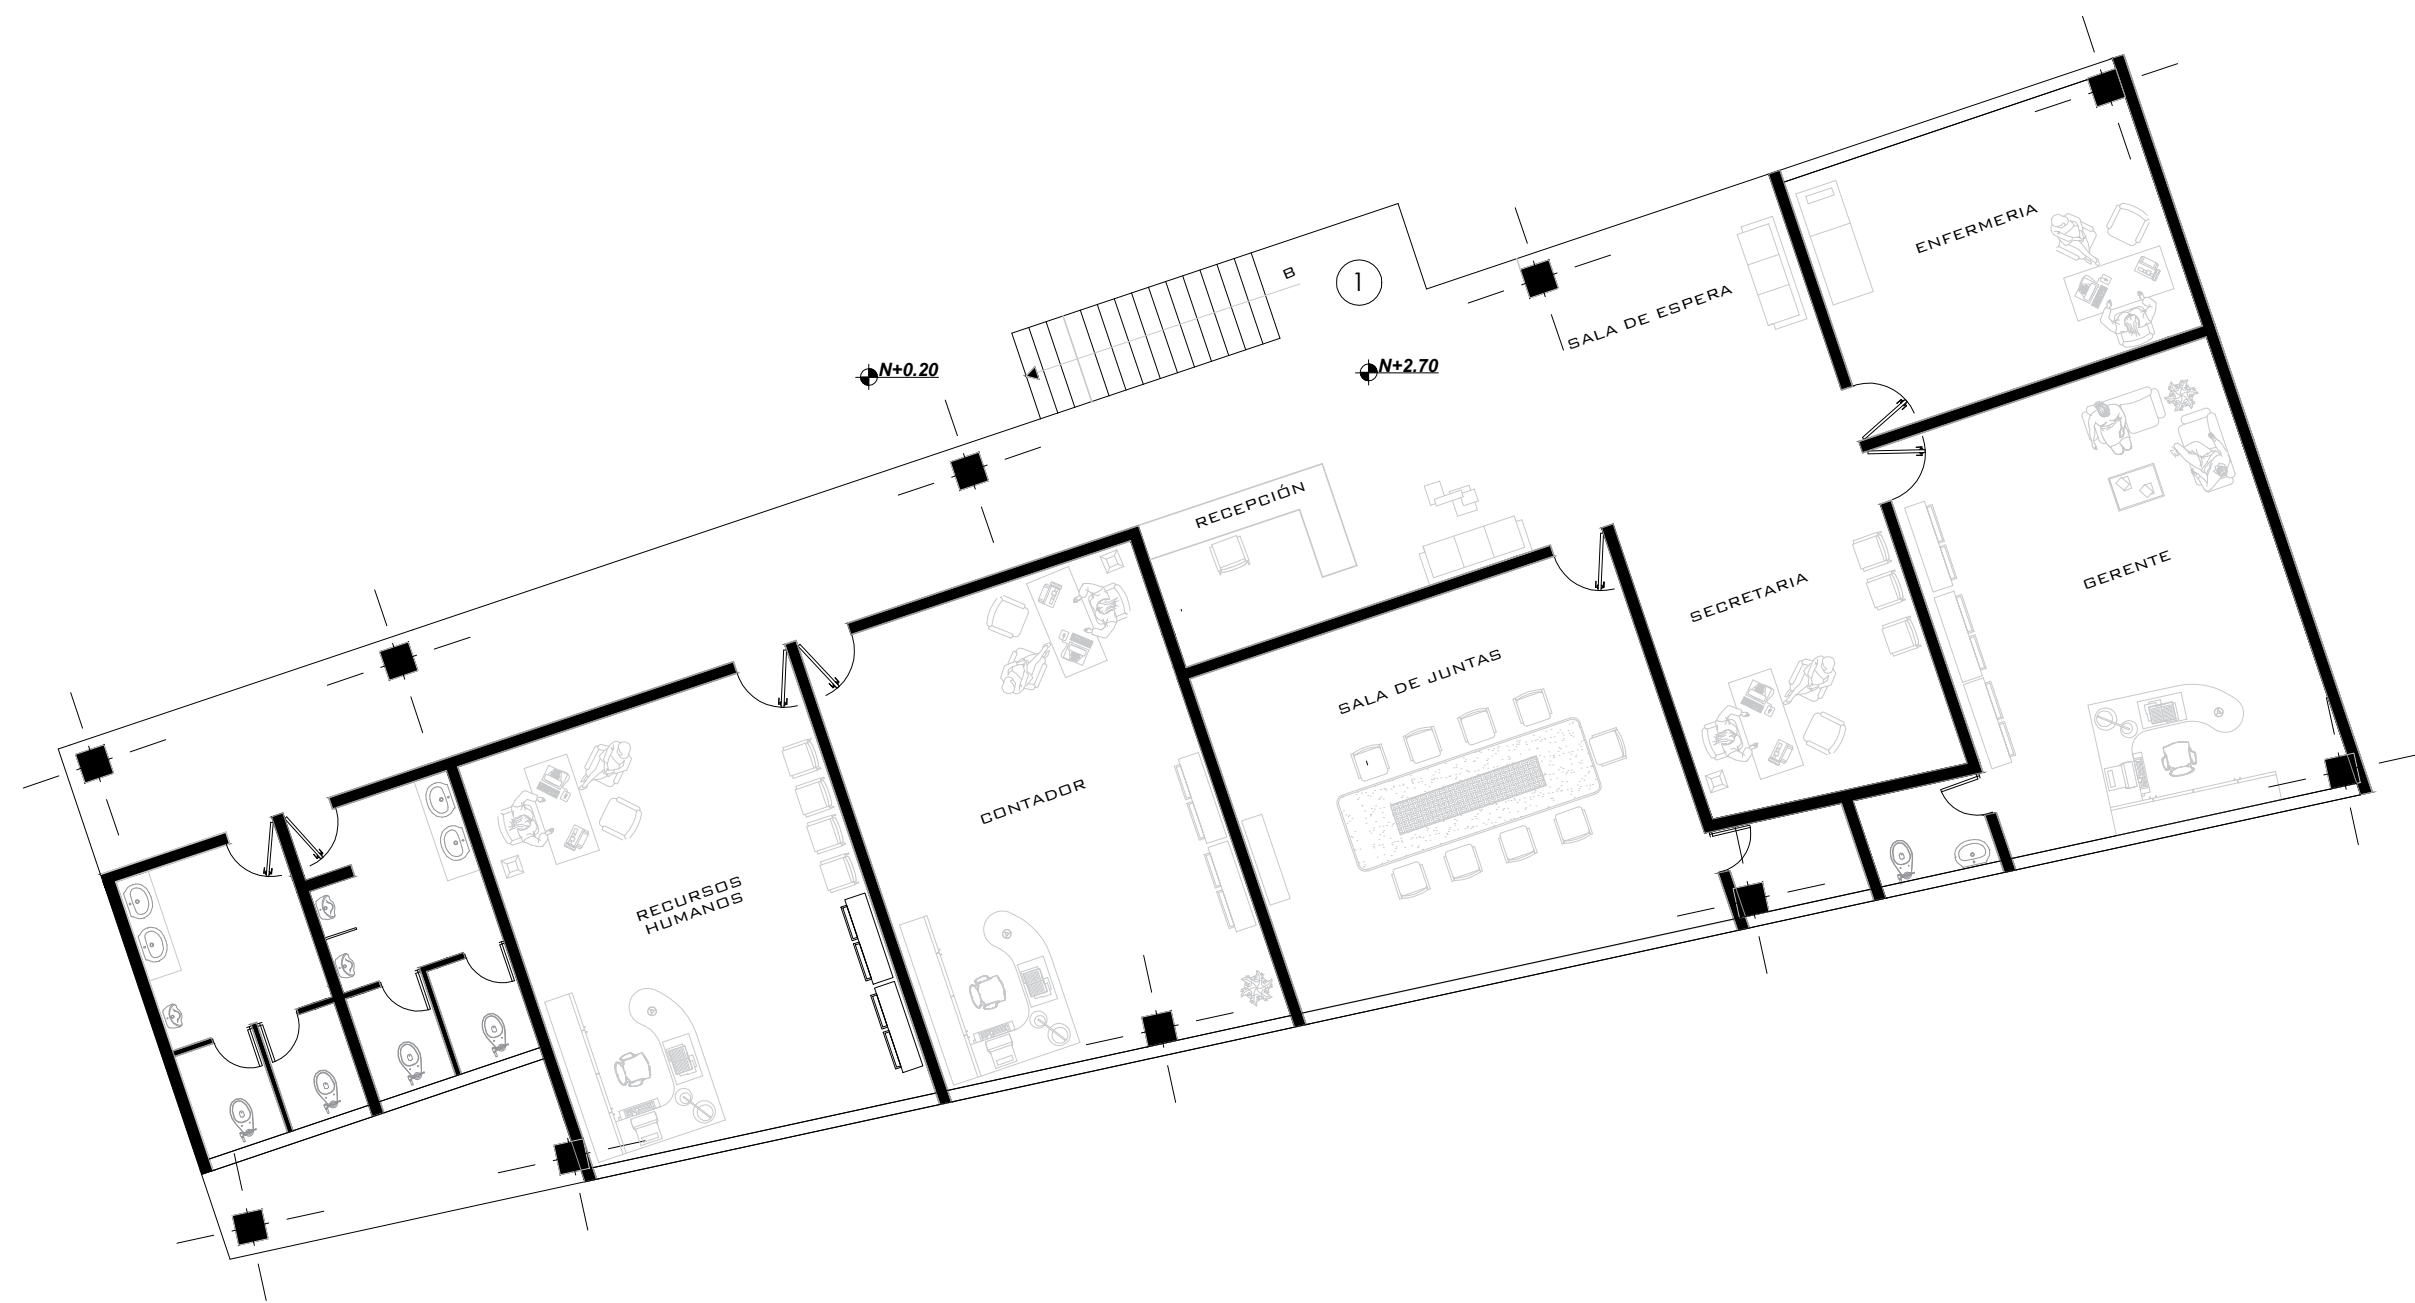 ENFERMERIA
B
1
SALA DE ESPERA
N+0.20
N+2.70
RECEPCIÓN
GERENTE
SECRETARIA
SALA DE JUNTAS
CONTADOR
RECURSOS
HUMANOS